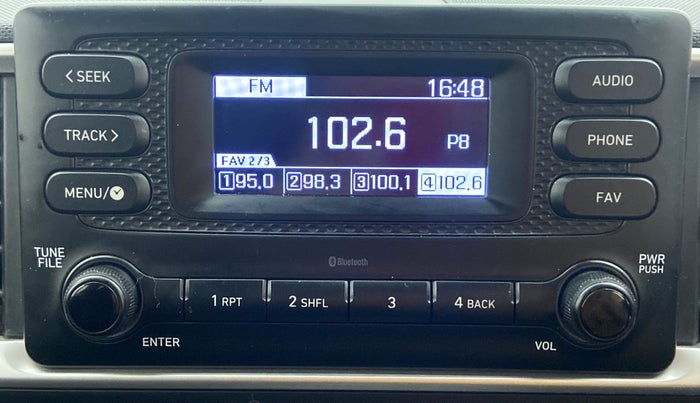 < SEEK
FM 16:48
AUDIO
TRACK >
102.6 P8
PHONE
FAV 2/3
MENU/
1 95.0 2 98.3 3 100.1 4 102.6
FAV
TUNE
FILE
Bluetooth
PWR
PUSH
1 RPT 2 SHFL 3 4 BACK
ENTER
VOL